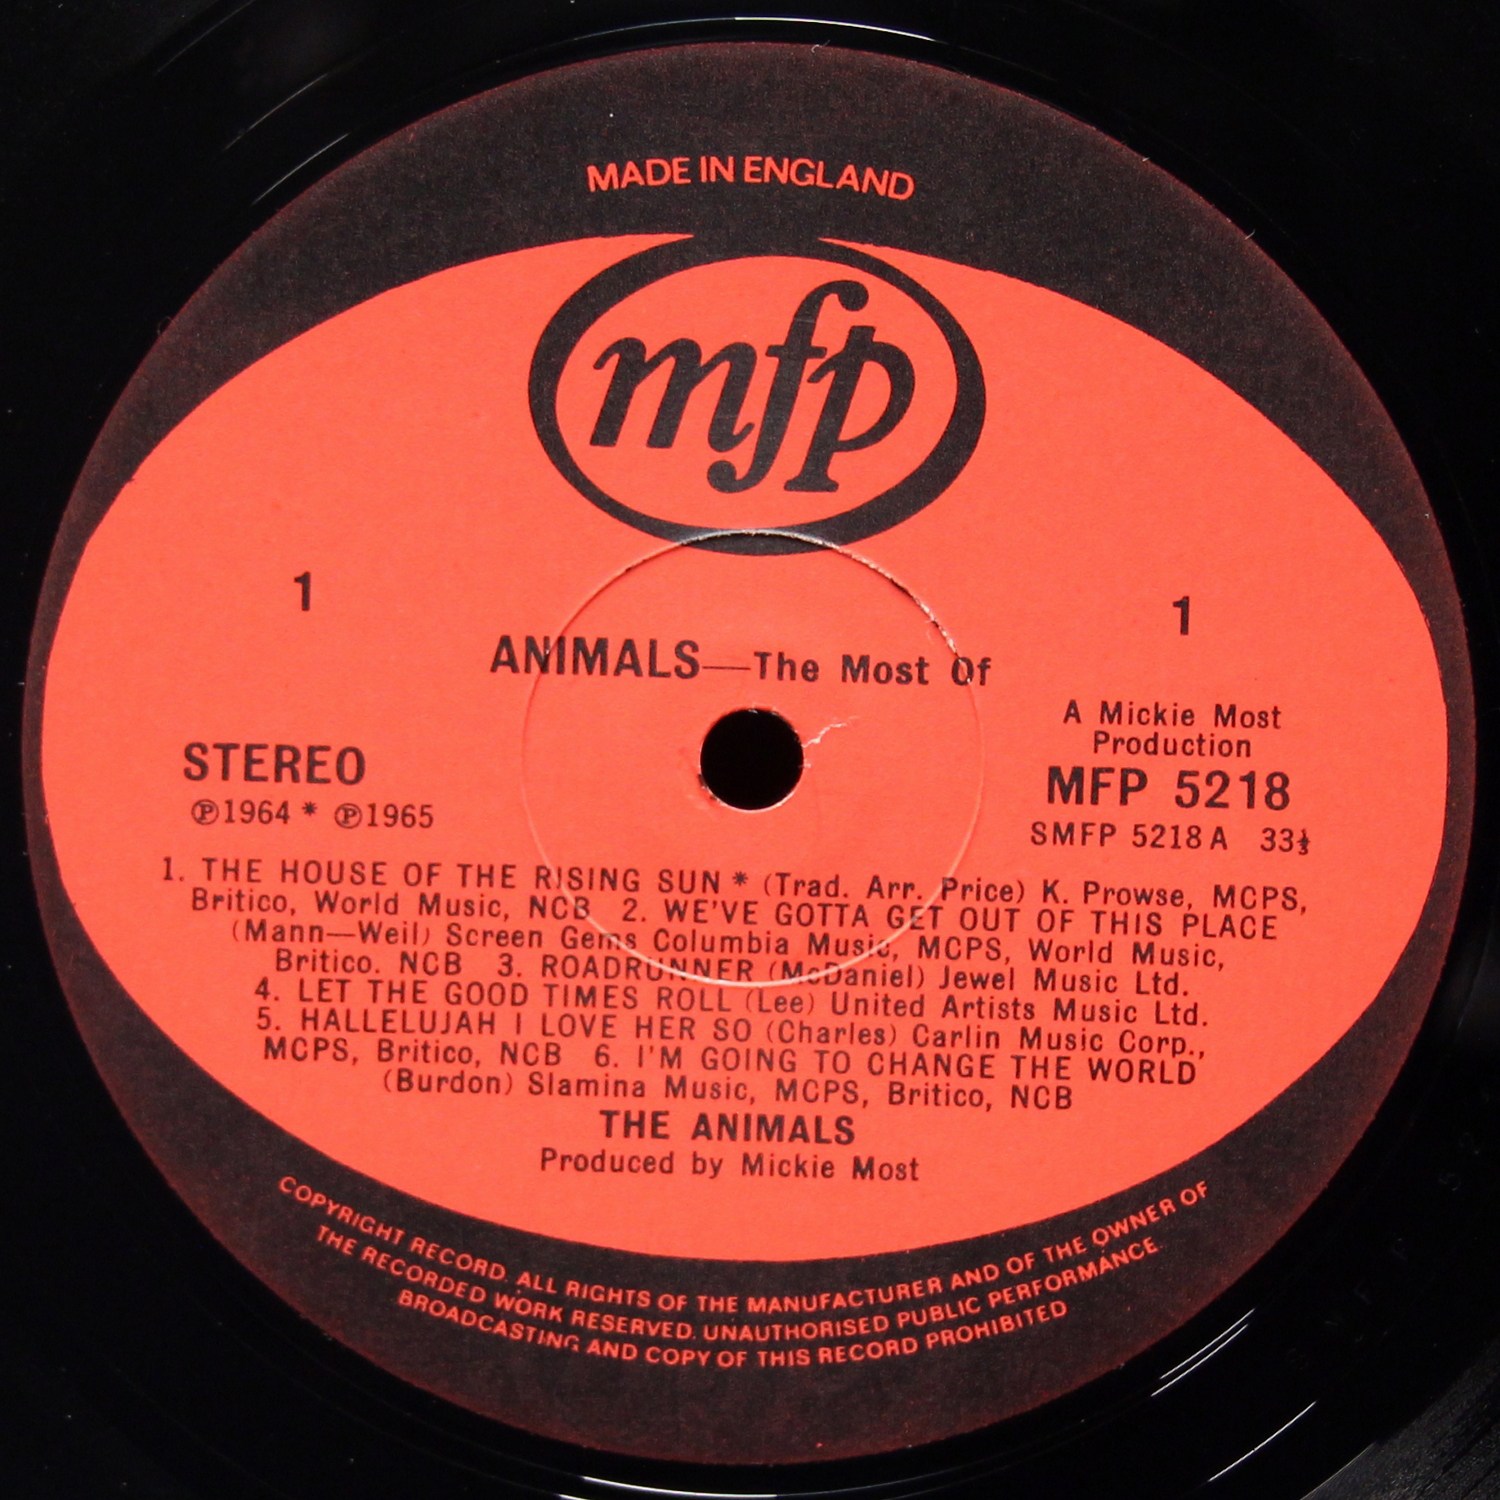 MADE IN ENGLAND
mfp
1
1
ANIMALS—The Most Of
A Mickie Most
Production
STEREO
MFP 5218
℗1964 * ℗1965
SMFP 5218 A 33⅓
1. THE HOUSE OF THE RISING SUN * (Trad. Arr. Price) K. Prowse, MCPS,
Britico, World Music, NCB 2. WE'VE GOTTA GET OUT OF THIS PLACE
(Mann—Weil) Screen Gems Columbia Music, MCPS, World Music,
Britico. NCB 3. ROADRUNNER (McDaniel) Jewel Music Ltd.
4. LET THE GOOD TIMES ROLL (Lee) United Artists Music Ltd.
5. HALLELUJAH I LOVE HER SO (Charles) Carlin Music Corp.,
MCPS, Britico, NCB 6. I'M GOING TO CHANGE THE WORLD
(Burdon) Slamina Music, MCPS, Britico, NCB
THE ANIMALS
Produced by Mickie Most
COPYRIGHT RECORD. ALL RIGHTS OF THE MANUFACTURER AND OF THE OWNER OF
THE RECORDED WORK RESERVED. UNAUTHORISED PUBLIC PERFORMANCE
BROADCASTING AND COPY OF THIS RECORD PROHIBITED